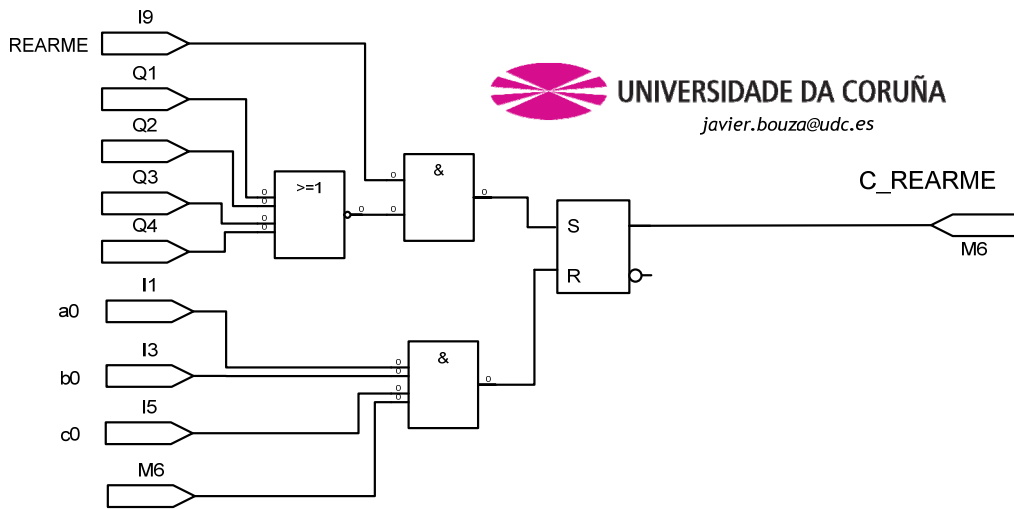 I9
REARME
Q1
Q2
Q3
Q4
o
o
o
o
>=1
o
o
o
&
o
UNIVERSIDADE DA CORUÑA
javier.bouza@udc.es
C_REARME
M6
S
R
I1
a0
I3
b0
I5
c0
M6
o
o
o
o
&
o